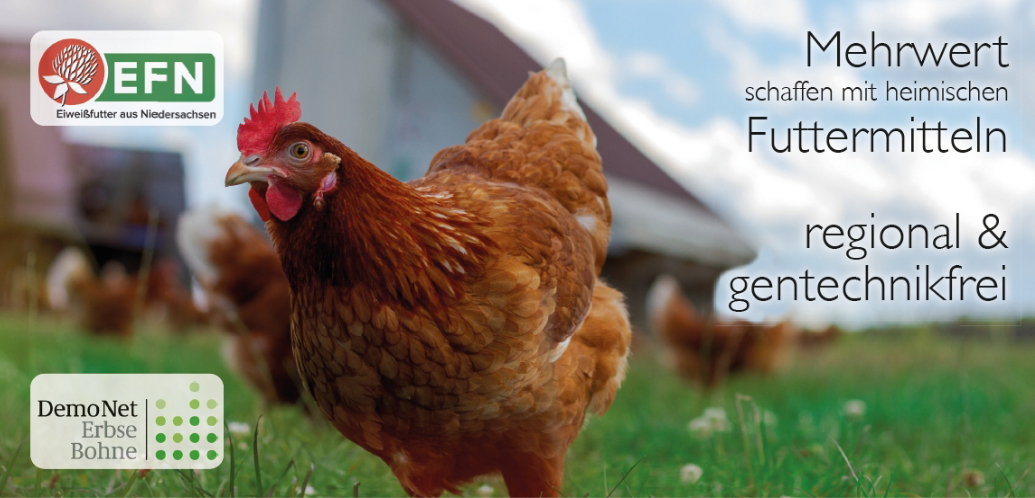 EFN
Eiweißfutter aus Niedersachsen
Mehrwert
schaffen mit heimischen
Futtermitteln
regional &
gentechnikfrei
DemoNet
Erbse
Bohne